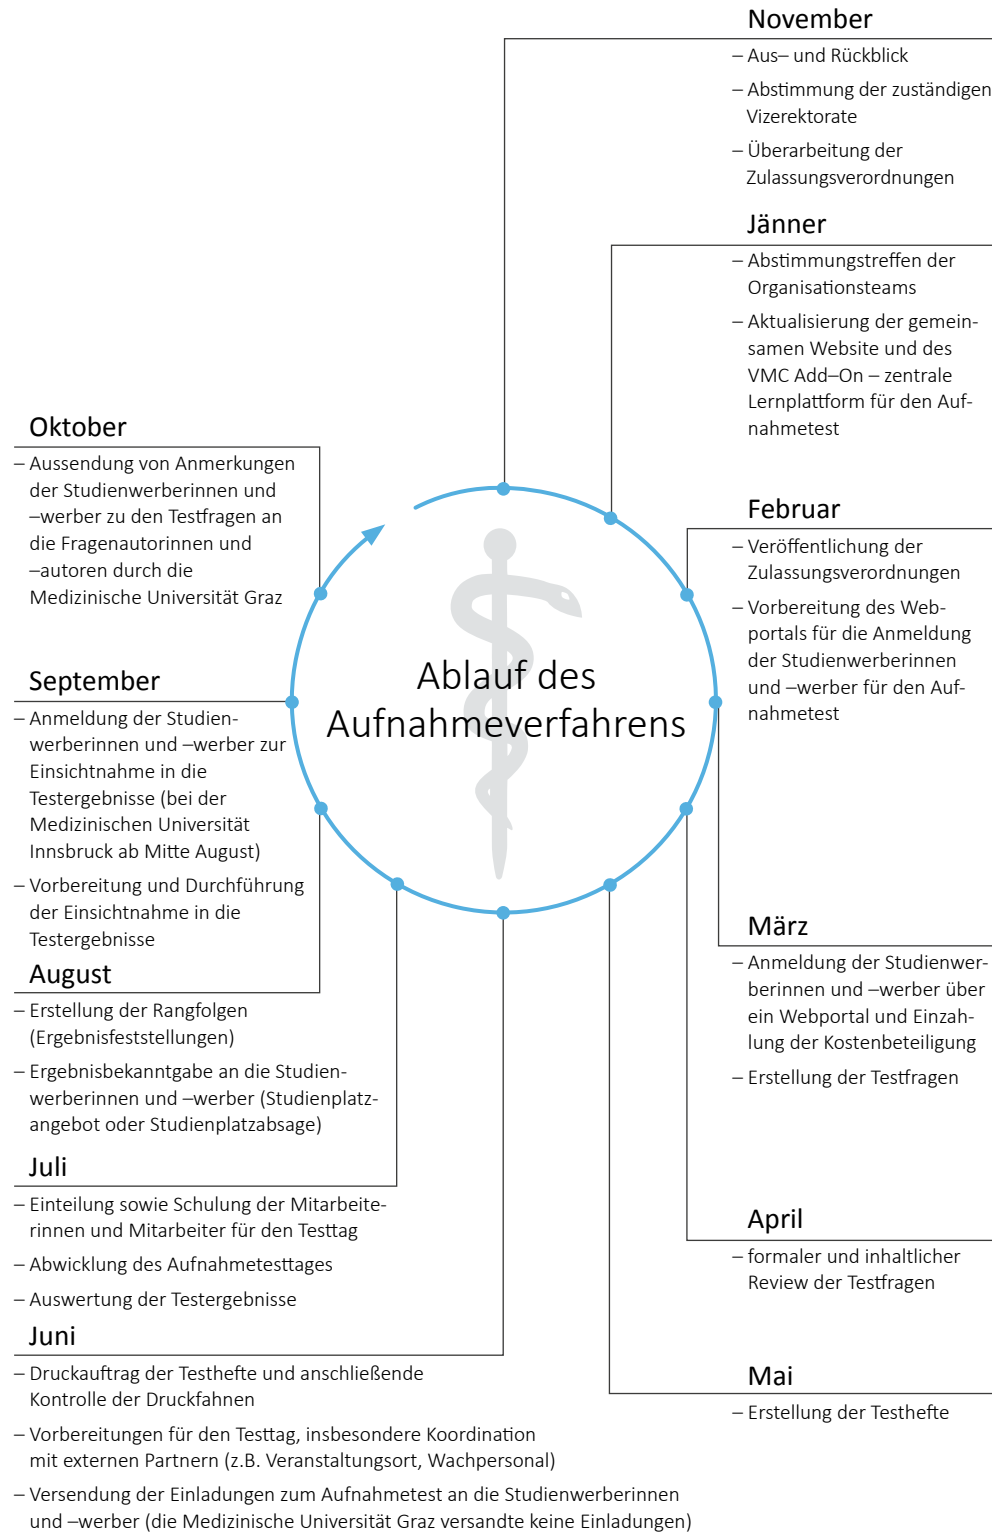 November
– Aus– und Rückblick
– Abstimmung der zuständigen
Vizerektorate
– Überarbeitung der
Zulassungsverordnungen
Jänner
– Abstimmungstreffen der
Organisationsteams
– Aktualisierung der gemein-
samen Website und des
VMC Add–On – zentrale
Lernplattform für den Auf-
nahmetest
Februar
– Veröffentlichung der
Zulassungsverordnungen
– Vorbereitung des Web-
portals für die Anmeldung
der Studienwerberinnen
und –werber für den Auf-
nahmetest
März
– Anmeldung der Studienwer-
berinnen und –werber über
ein Webportal und Einzah-
lung der Kostenbeteiligung
– Erstellung der Testfragen
April
– formaler und inhaltlicher
Review der Testfragen
Mai
– Erstellung der Testhefte
Ablauf des
Aufnahmeverfahrens
Oktober
– Aussendung von Anmerkungen
der Studienwerberinnen und
–werber zu den Testfragen an
die Fragenautorinnen und
–autoren durch die
Medizinische Universität Graz
September
– Anmeldung der Studien-
werberinnen und –werber zur
Einsichtnahme in die
Testergebnisse (bei der
Medizinischen Universität
Innsbruck ab Mitte August)
– Vorbereitung und Durchführung
der Einsichtnahme in die
Testergebnisse
August
– Erstellung der Rangfolgen
(Ergebnisfeststellungen)
– Ergebnisbekanntgabe an die Studien-
werberinnen und –werber (Studienplatz-
angebot oder Studienplatzabsage)
Juli
– Einteilung sowie Schulung der Mitarbeite-
rinnen und Mitarbeiter für den Testtag
– Abwicklung des Aufnahmetesttages
– Auswertung der Testergebnisse
Juni
– Druckauftrag der Testhefte und anschließende
Kontrolle der Druckfahnen
– Vorbereitungen für den Testtag, insbesondere Koordination
mit externen Partnern (z.B. Veranstaltungsort, Wachpersonal)
– Versendung der Einladungen zum Aufnahmetest an die Studienwerberinnen
und –werber (die Medizinische Universität Graz versandte keine Einladungen)